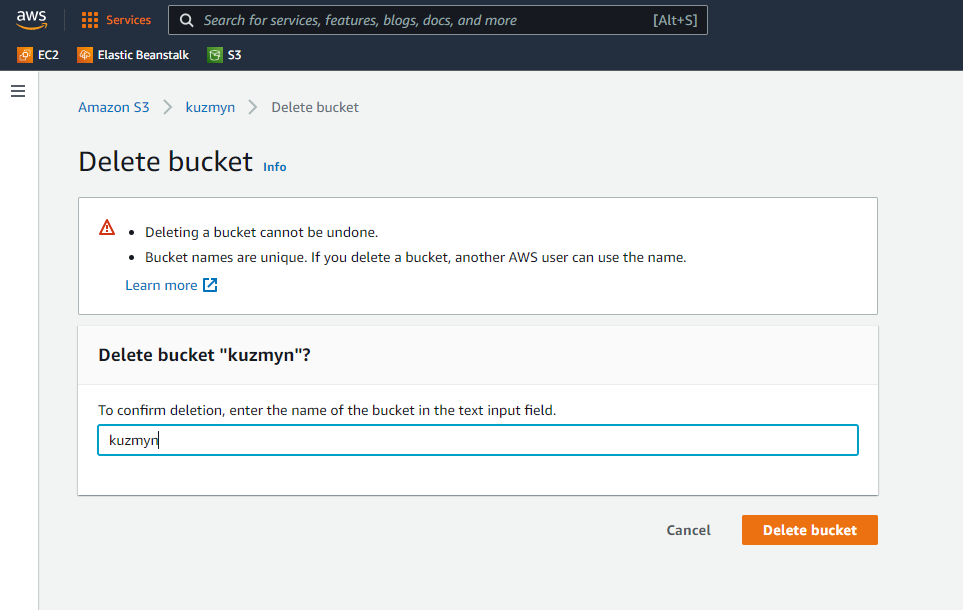 aws Services Search for services, features, blogs, docs, and more [Alt+S]
EC2 Elastic Beanstalk S3
Amazon S3 > kuzmyn > Delete bucket
Delete bucket Info
• Deleting a bucket cannot be undone.
• Bucket names are unique. If you delete a bucket, another AWS user can use the name.
Learn more
Delete bucket "kuzmyn"?
To confirm deletion, enter the name of the bucket in the text input field.
kuzmyn
Cancel Delete bucket